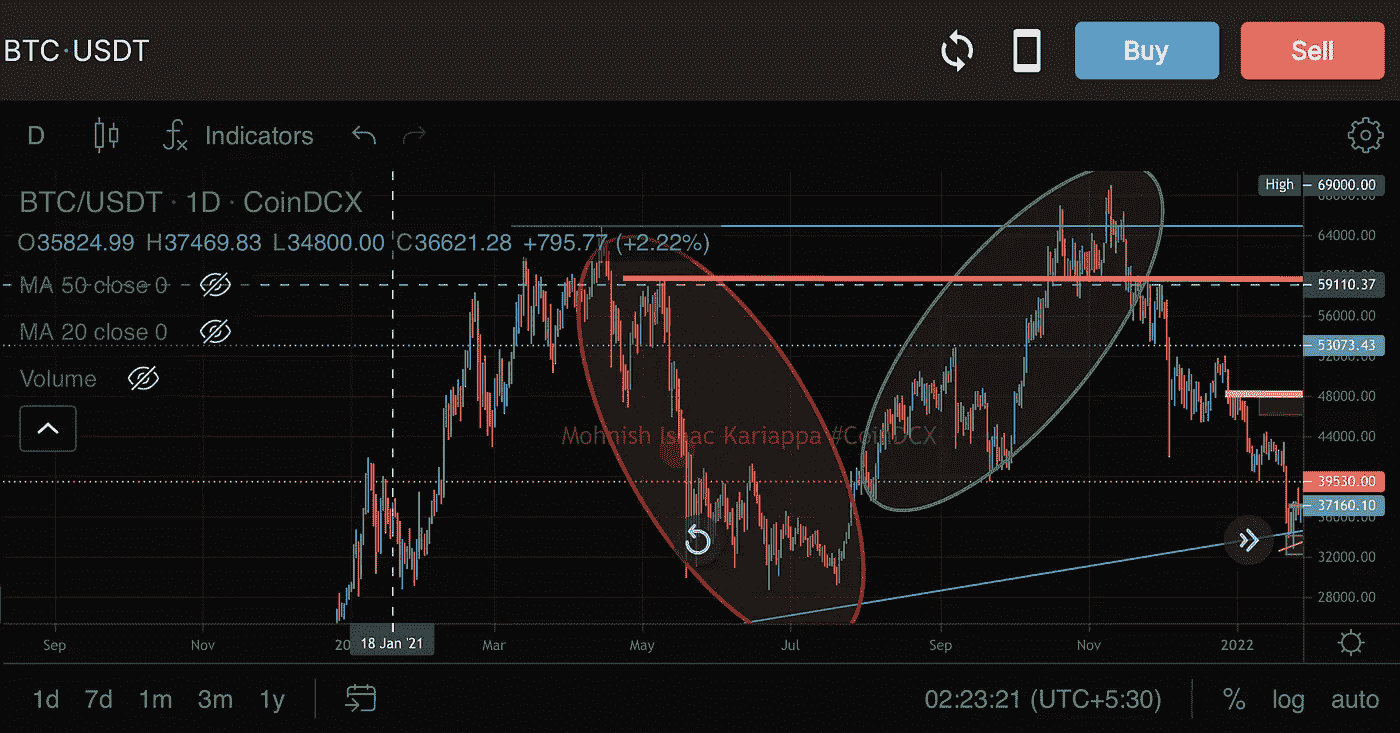 BTC·USDT
Buy
Sell
D
Indicators
BTC/USDT · 1D · CoinDCX
O35824.99 H37469.83 L34800.00 C36621.28 +795.77 (+2.22%)
MA 50 close 0
MA 20 close 0
Volume
High
69000.00
64000.00
59110.37
56000.00
53073.43
52000.00
48000.00
44000.00
Mohnish Isaac Kariappa #CoinDCX
39530.00
37160.10
36000.00
32000.00
28000.00
Sep
Nov
18 Jan '21
Mar
May
Jul
Sep
Nov
2022
1d 7d 1m 3m 1y
02:23:21 (UTC+5:30)
% log auto